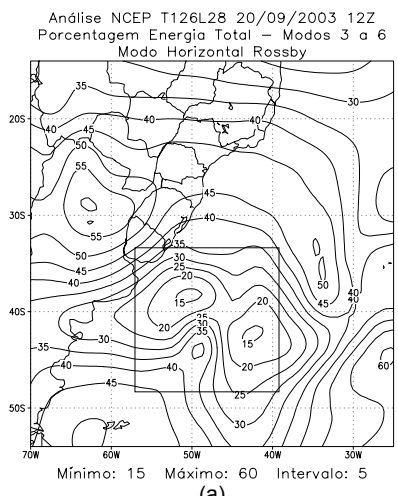 Análise NCEP T126L28 20/09/2003 12Z
Porcentagem Energia Total – Modos 3 a 6
Modo Horizontal Rossby
35
30
20S
40
45
40
40
50
55
45
30S
55
40
50
35
50
45
30
45
40
25
20
40
40
15
20
40S
20
25
30
30
35
15
35
40
20
60
45
25
30
50S
70W
60W
50W
40W
30W
Mínimo: 15 Máximo: 60 Intervalo: 5
(a)